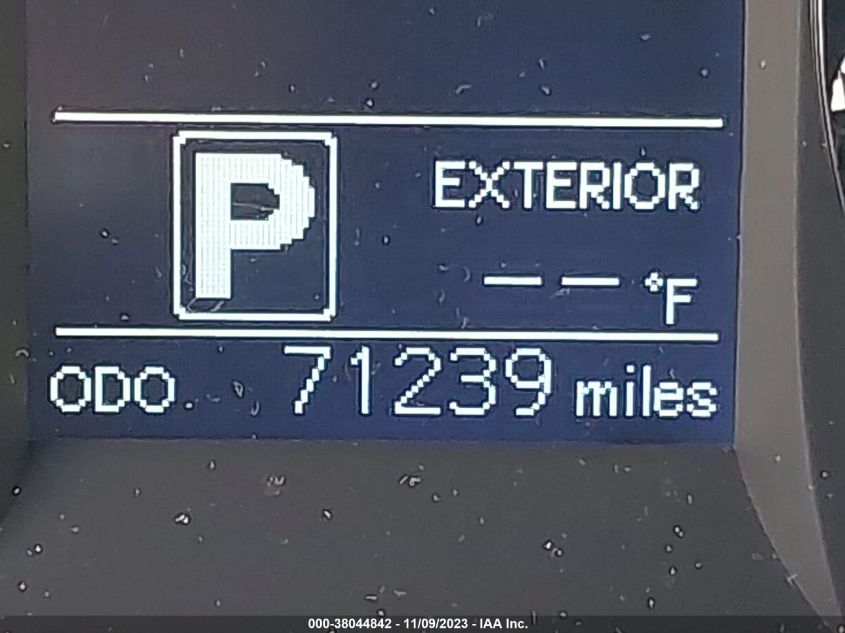 P
EXTERIOR
-- °F
ODO 71239 miles
000-38044842 - 11/09/2023 - IAA Inc.